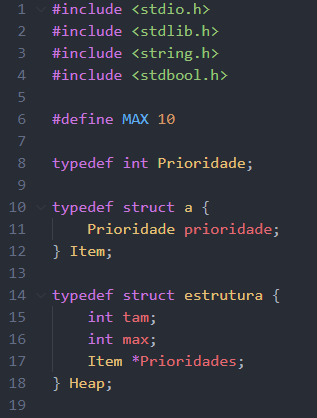 1 #include <stdio.h>
2 #include <stdlib.h>
3 #include <string.h>
4 #include <stdbool.h>
5
6 #define MAX 10
7
8 typedef int Prioridade;
9
10 typedef struct a {
11     Prioridade prioridade;
12 } Item;
13
14 typedef struct estrutura {
15     int tam;
16     int max;
17     Item *Prioridades;
18 } Heap;
19